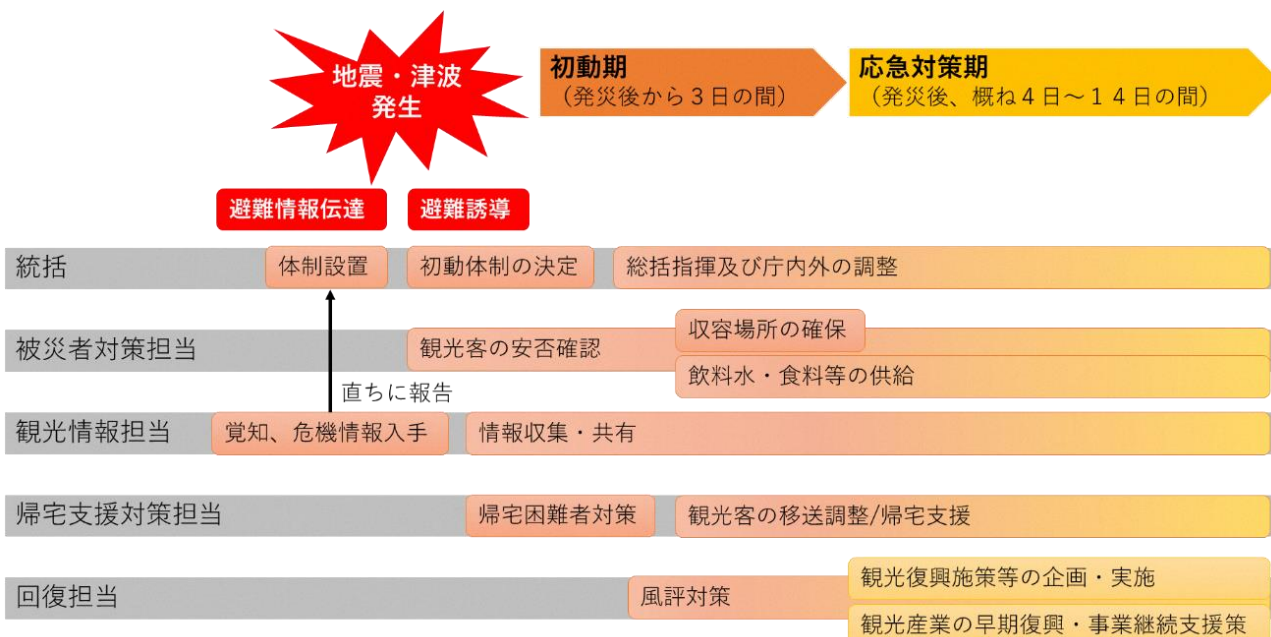 地震・津波
発生
初動期
（発災後から３日の間）
応急対策期
（発災後、概ね４日～１４日の間）
避難情報伝達
避難誘導
統括
体制設置
初動体制の決定
総括指揮及び庁内外の調整
被災者対策担当
観光客の安否確認
収容場所の確保
飲料水・食料等の供給
直ちに報告
観光情報担当
覚知、危機情報入手
情報収集・共有
帰宅支援対策担当
帰宅困難者対策
観光客の移送調整/帰宅支援
回復担当
風評対策
観光復興施策等の企画・実施
観光産業の早期復興・事業継続支援策